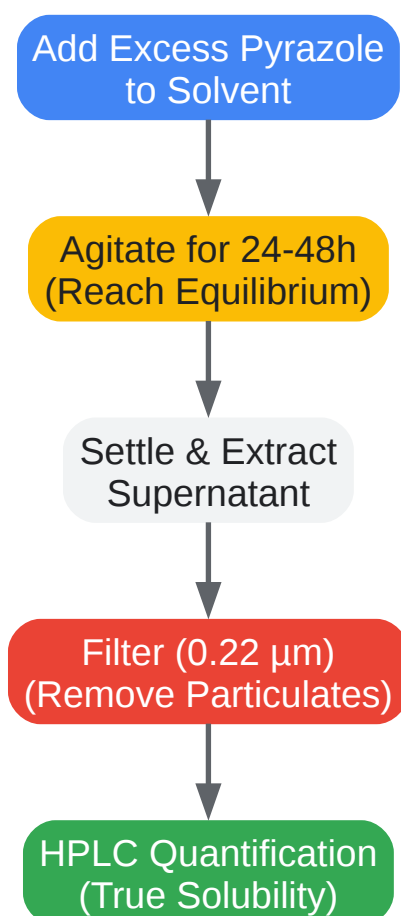 Add Excess Pyrazole
to Solvent
Agitate for 24-48h
(Reach Equilibrium)
Settle & Extract
Supernatant
Filter (0.22 µm)
(Remove Particulates)
HPLC Quantification
(True Solubility)